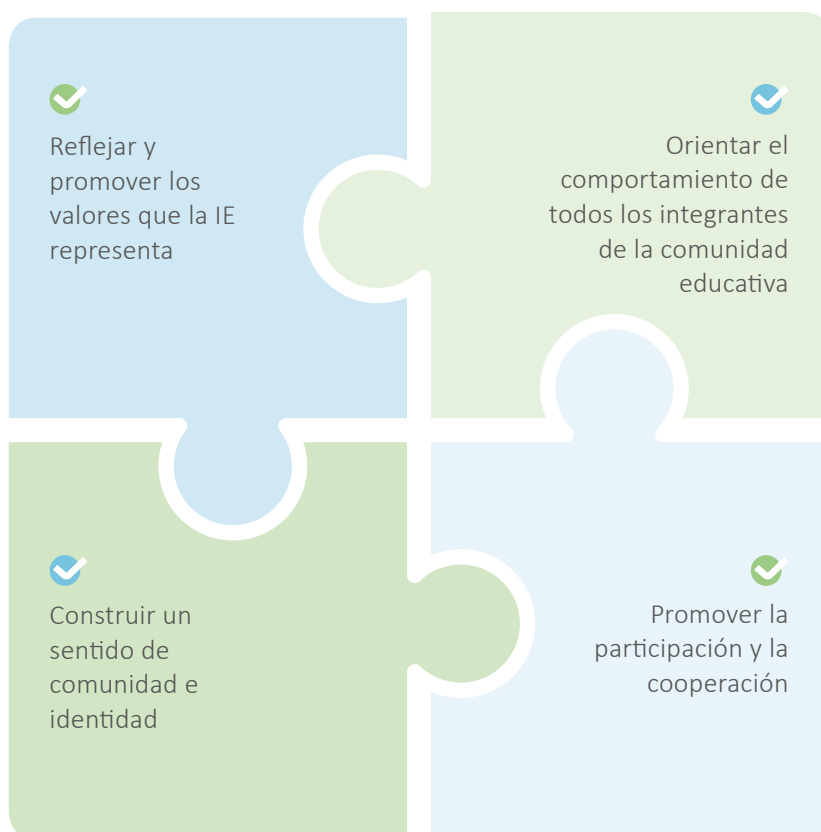 Reflejar y
promover los
valores que la IE
representa
Orientar el
comportamiento de
todos los integrantes
de la comunidad
educativa
Construir un
sentido de
comunidad e
identidad
Promover la
participación y la
cooperación